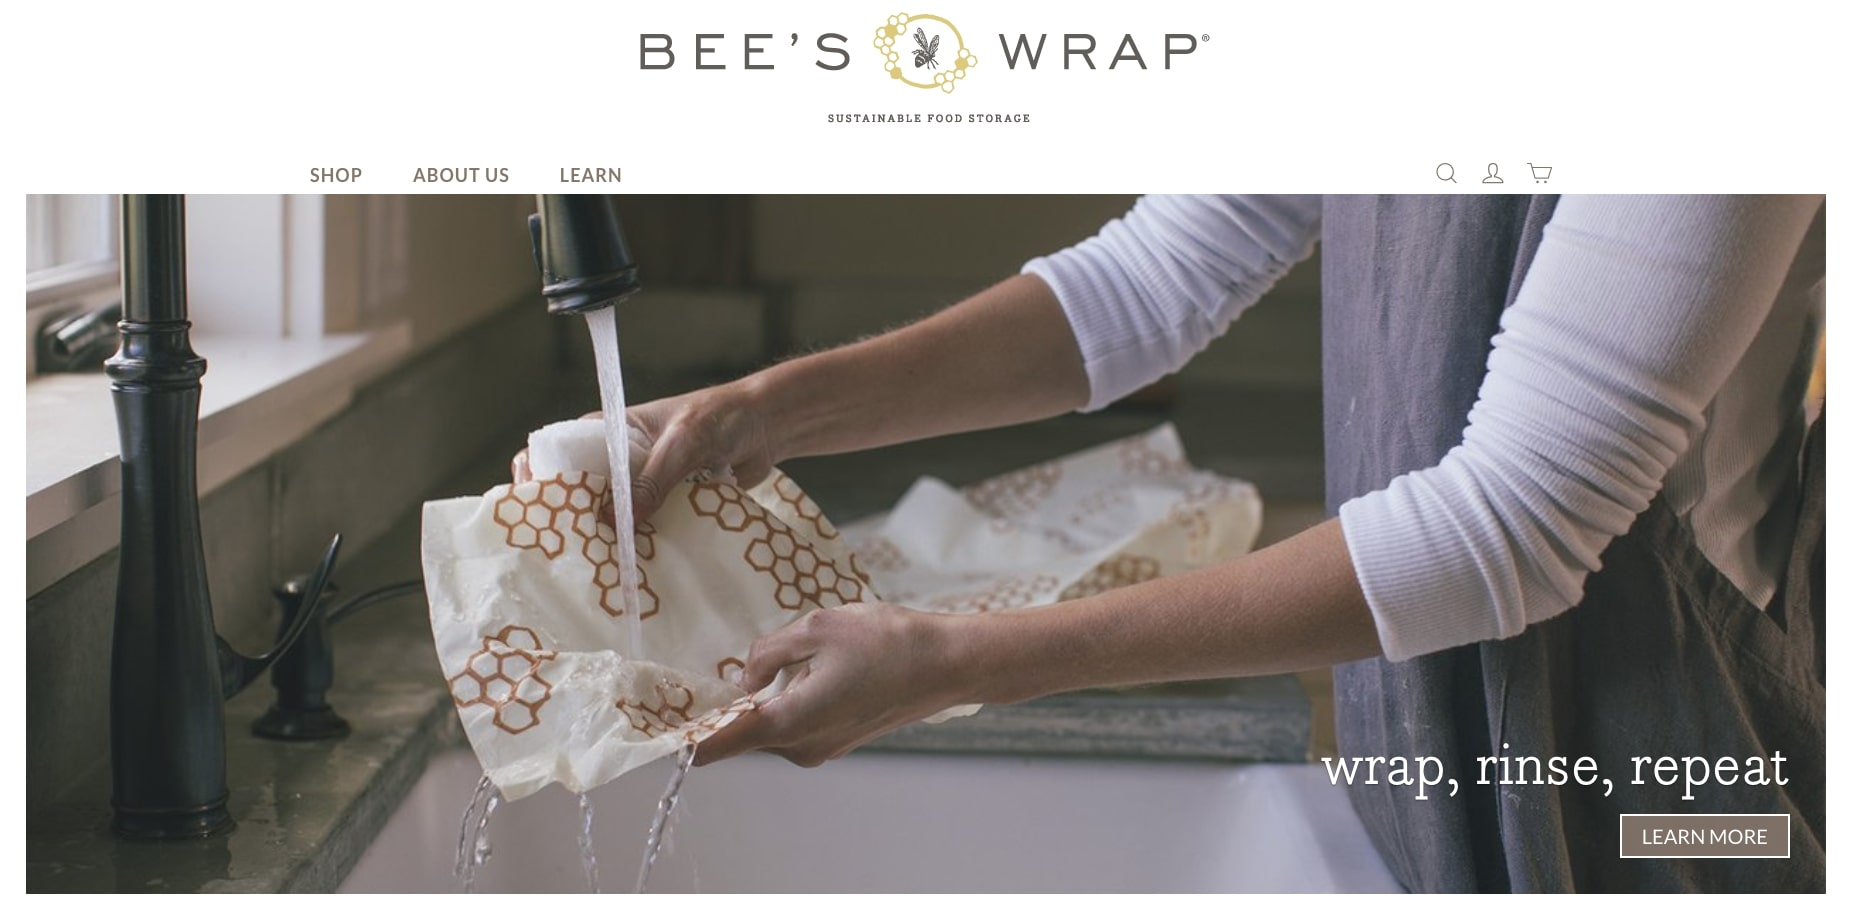 BEE'S WRAP®
SUSTAINABLE FOOD STORAGE
SHOP ABOUT US LEARN
wrap, rinse, repeat
LEARN MORE